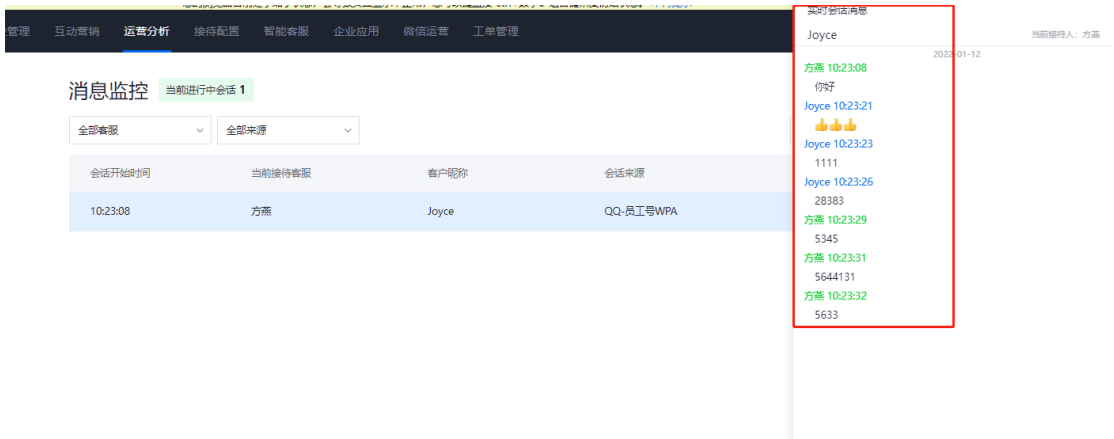 管理 互动营销 运营分析 接待配置 智能客服 企业应用 微信运营 工单管理
消息监控 当前进行中会话 1
全部客服 全部来源
会话开始时间 当前接待客服 客户昵称 会话来源
10:23:08 方燕 Joyce QQ-员工号WPA
实时会话消息
Joyce 当前接待人：方燕
2022-01-12
方燕 10:23:08
你好
Joyce 10:23:21
👍👍👍
Joyce 10:23:23
1111
Joyce 10:23:26
28383
方燕 10:23:29
5345
方燕 10:23:31
5644131
方燕 10:23:32
5633